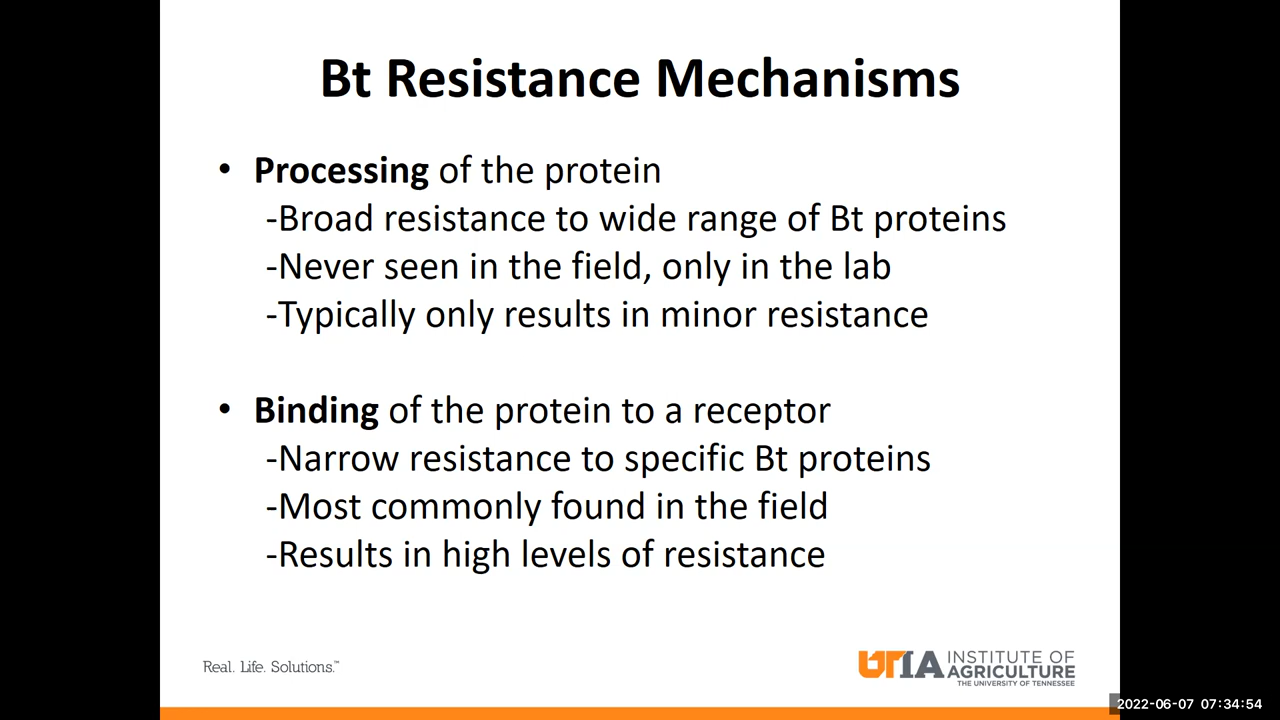 Bt Resistance Mechanisms
• Processing of the protein
-Broad resistance to wide range of Bt proteins
-Never seen in the field, only in the lab
-Typically only results in minor resistance
• Binding of the protein to a receptor
-Narrow resistance to specific Bt proteins
-Most commonly found in the field
-Results in high levels of resistance
Real. Life. Solutions.™
UTIA INSTITUTE OF
AGRICULTURE
THE UNIVERSITY OF TENNESSEE
2022-06-07 07:34:54